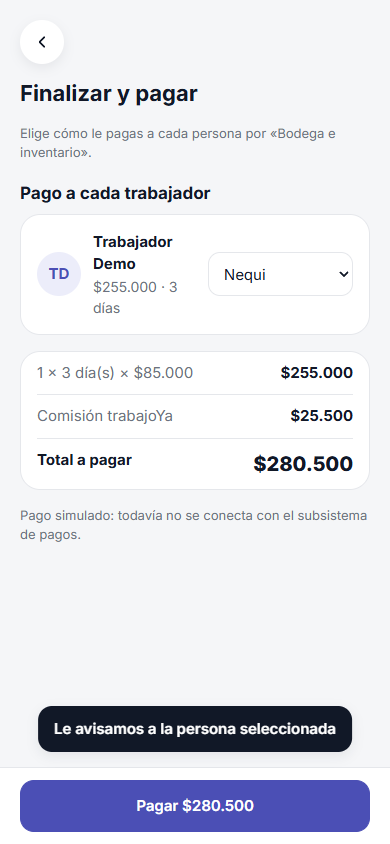 Finalizar y pagar
Elige cómo le pagas a cada persona por «Bodega e
inventario».
Pago a cada trabajador
TD
Trabajador
Demo
$255.000 · 3
días
Nequi
1 × 3 día(s) × $85.000
$255.000
Comisión trabajoYa
$25.500
Total a pagar
$280.500
Pago simulado: todavía no se conecta con el subsistema
de pagos.
Le avisamos a la persona seleccionada
Pagar $280.500